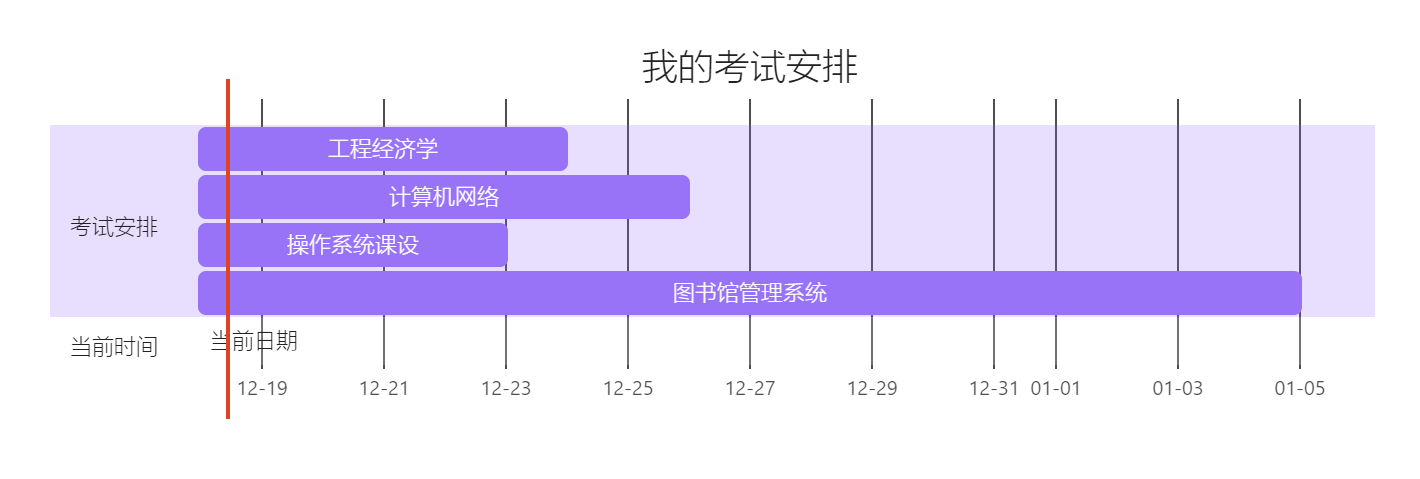 我的考试安排
工程经济学
计算机网络
考试安排
操作系统课设
图书馆管理系统
当前时间
当前日期
12-19 12-21 12-23 12-25 12-27 12-29 12-31 01-01 01-03 01-05